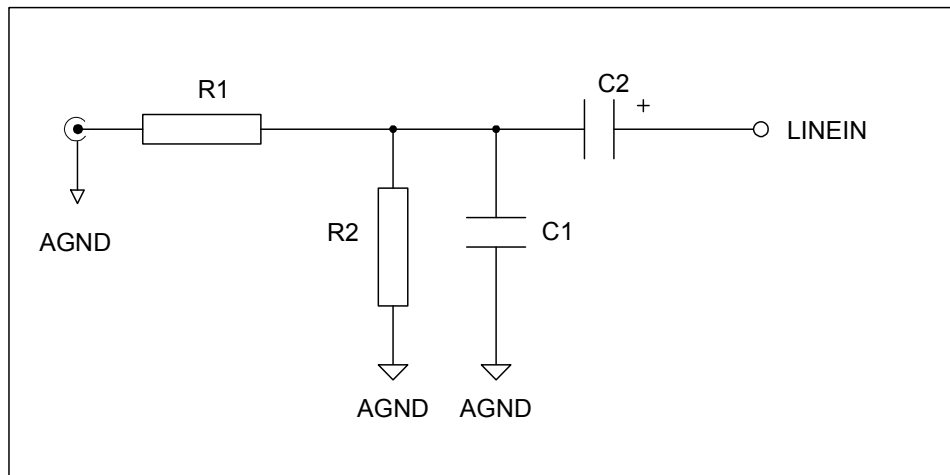 R1
C2
+
LINEIN
AGND
R2
C1
AGND
AGND